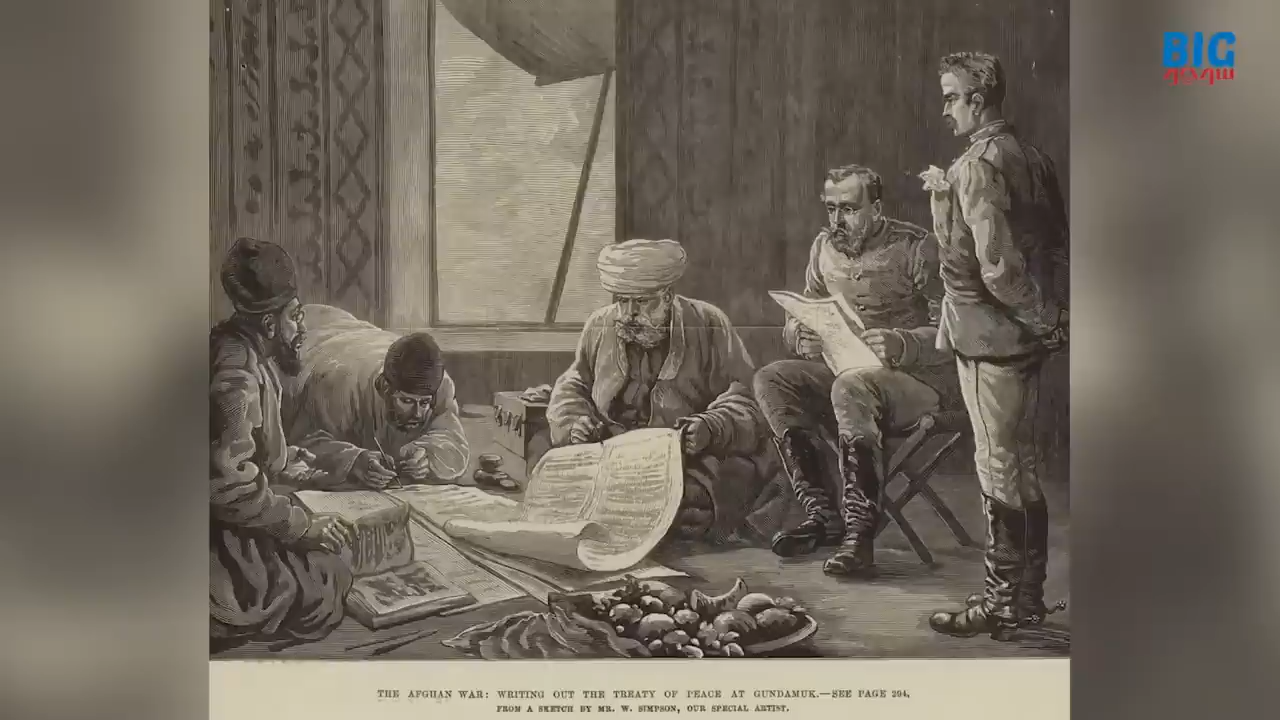 BIG
THE AFGHAN WAR: WRITING OUT THE TREATY OF PEACE AT GUNDAMUK.—SEE PAGE 294.
FROM A SKETCH BY MR. W. SIMPSON, OUR SPECIAL ARTIST.